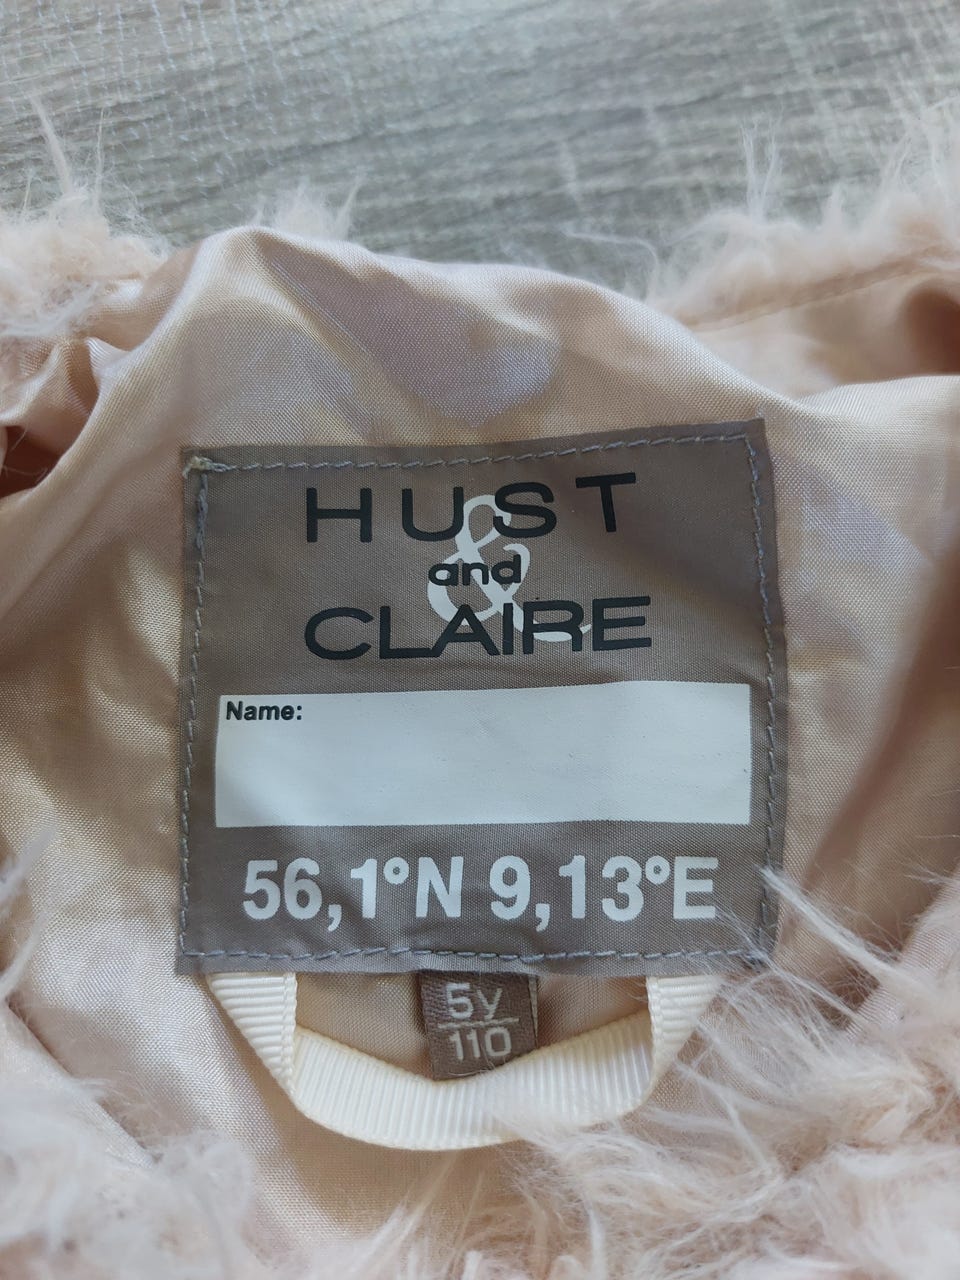 HUST
&
and
CLAIRE
Name:
56,1°N 9,13°E
5y
110